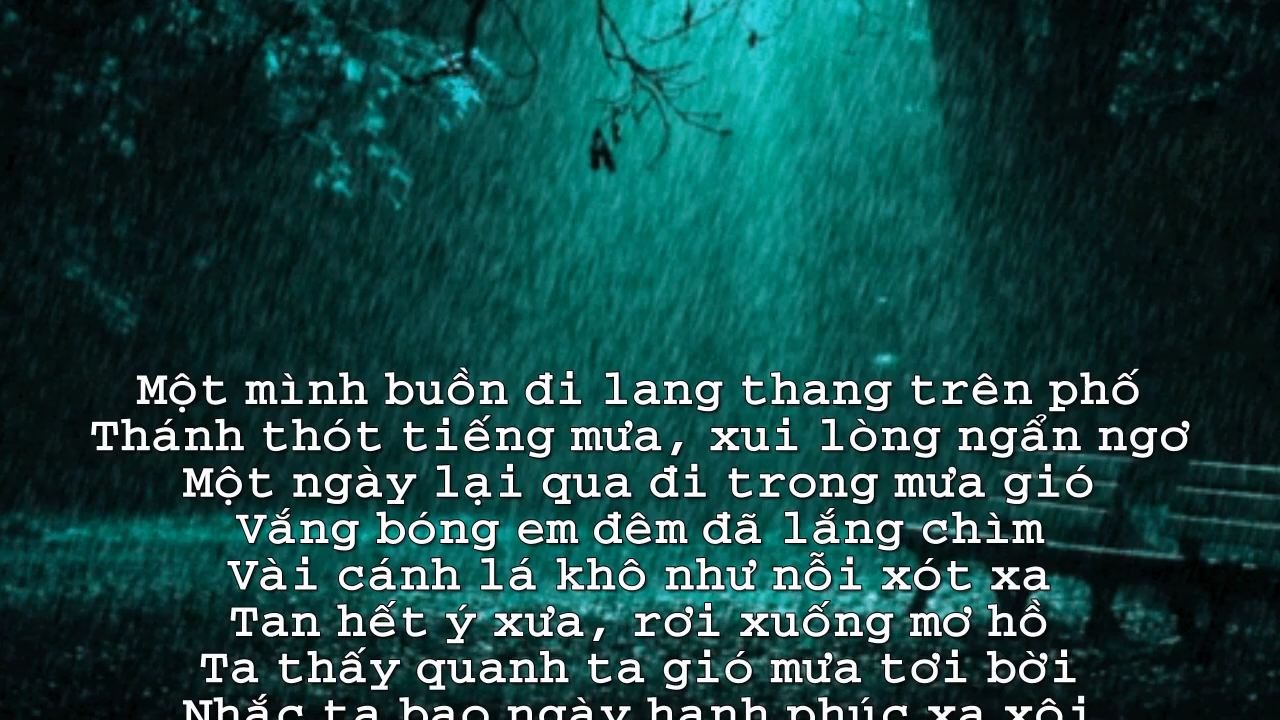 Một mình buồn đi lang thang trên phố
Thánh thót tiếng mưa, xui lòng ngẩn ngơ
Một ngày lại qua đi trong mưa gió
Vắng bóng em đêm đã lắng chìm
Vài cánh lá khô như nỗi xót xa
Tan hết ý xưa, rơi xuống mơ hồ
Ta thấy quanh ta gió mưa tơi bời
Nhắc ta bao ngày hạnh phúc xa xôi